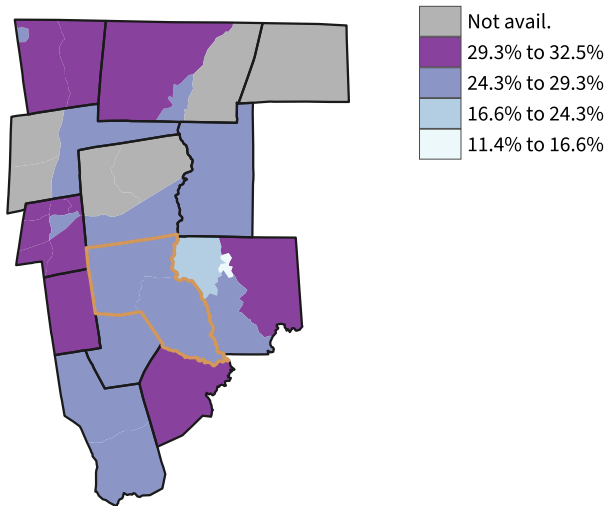 Not avail.
29.3% to 32.5%
24.3% to 29.3%
16.6% to 24.3%
11.4% to 16.6%